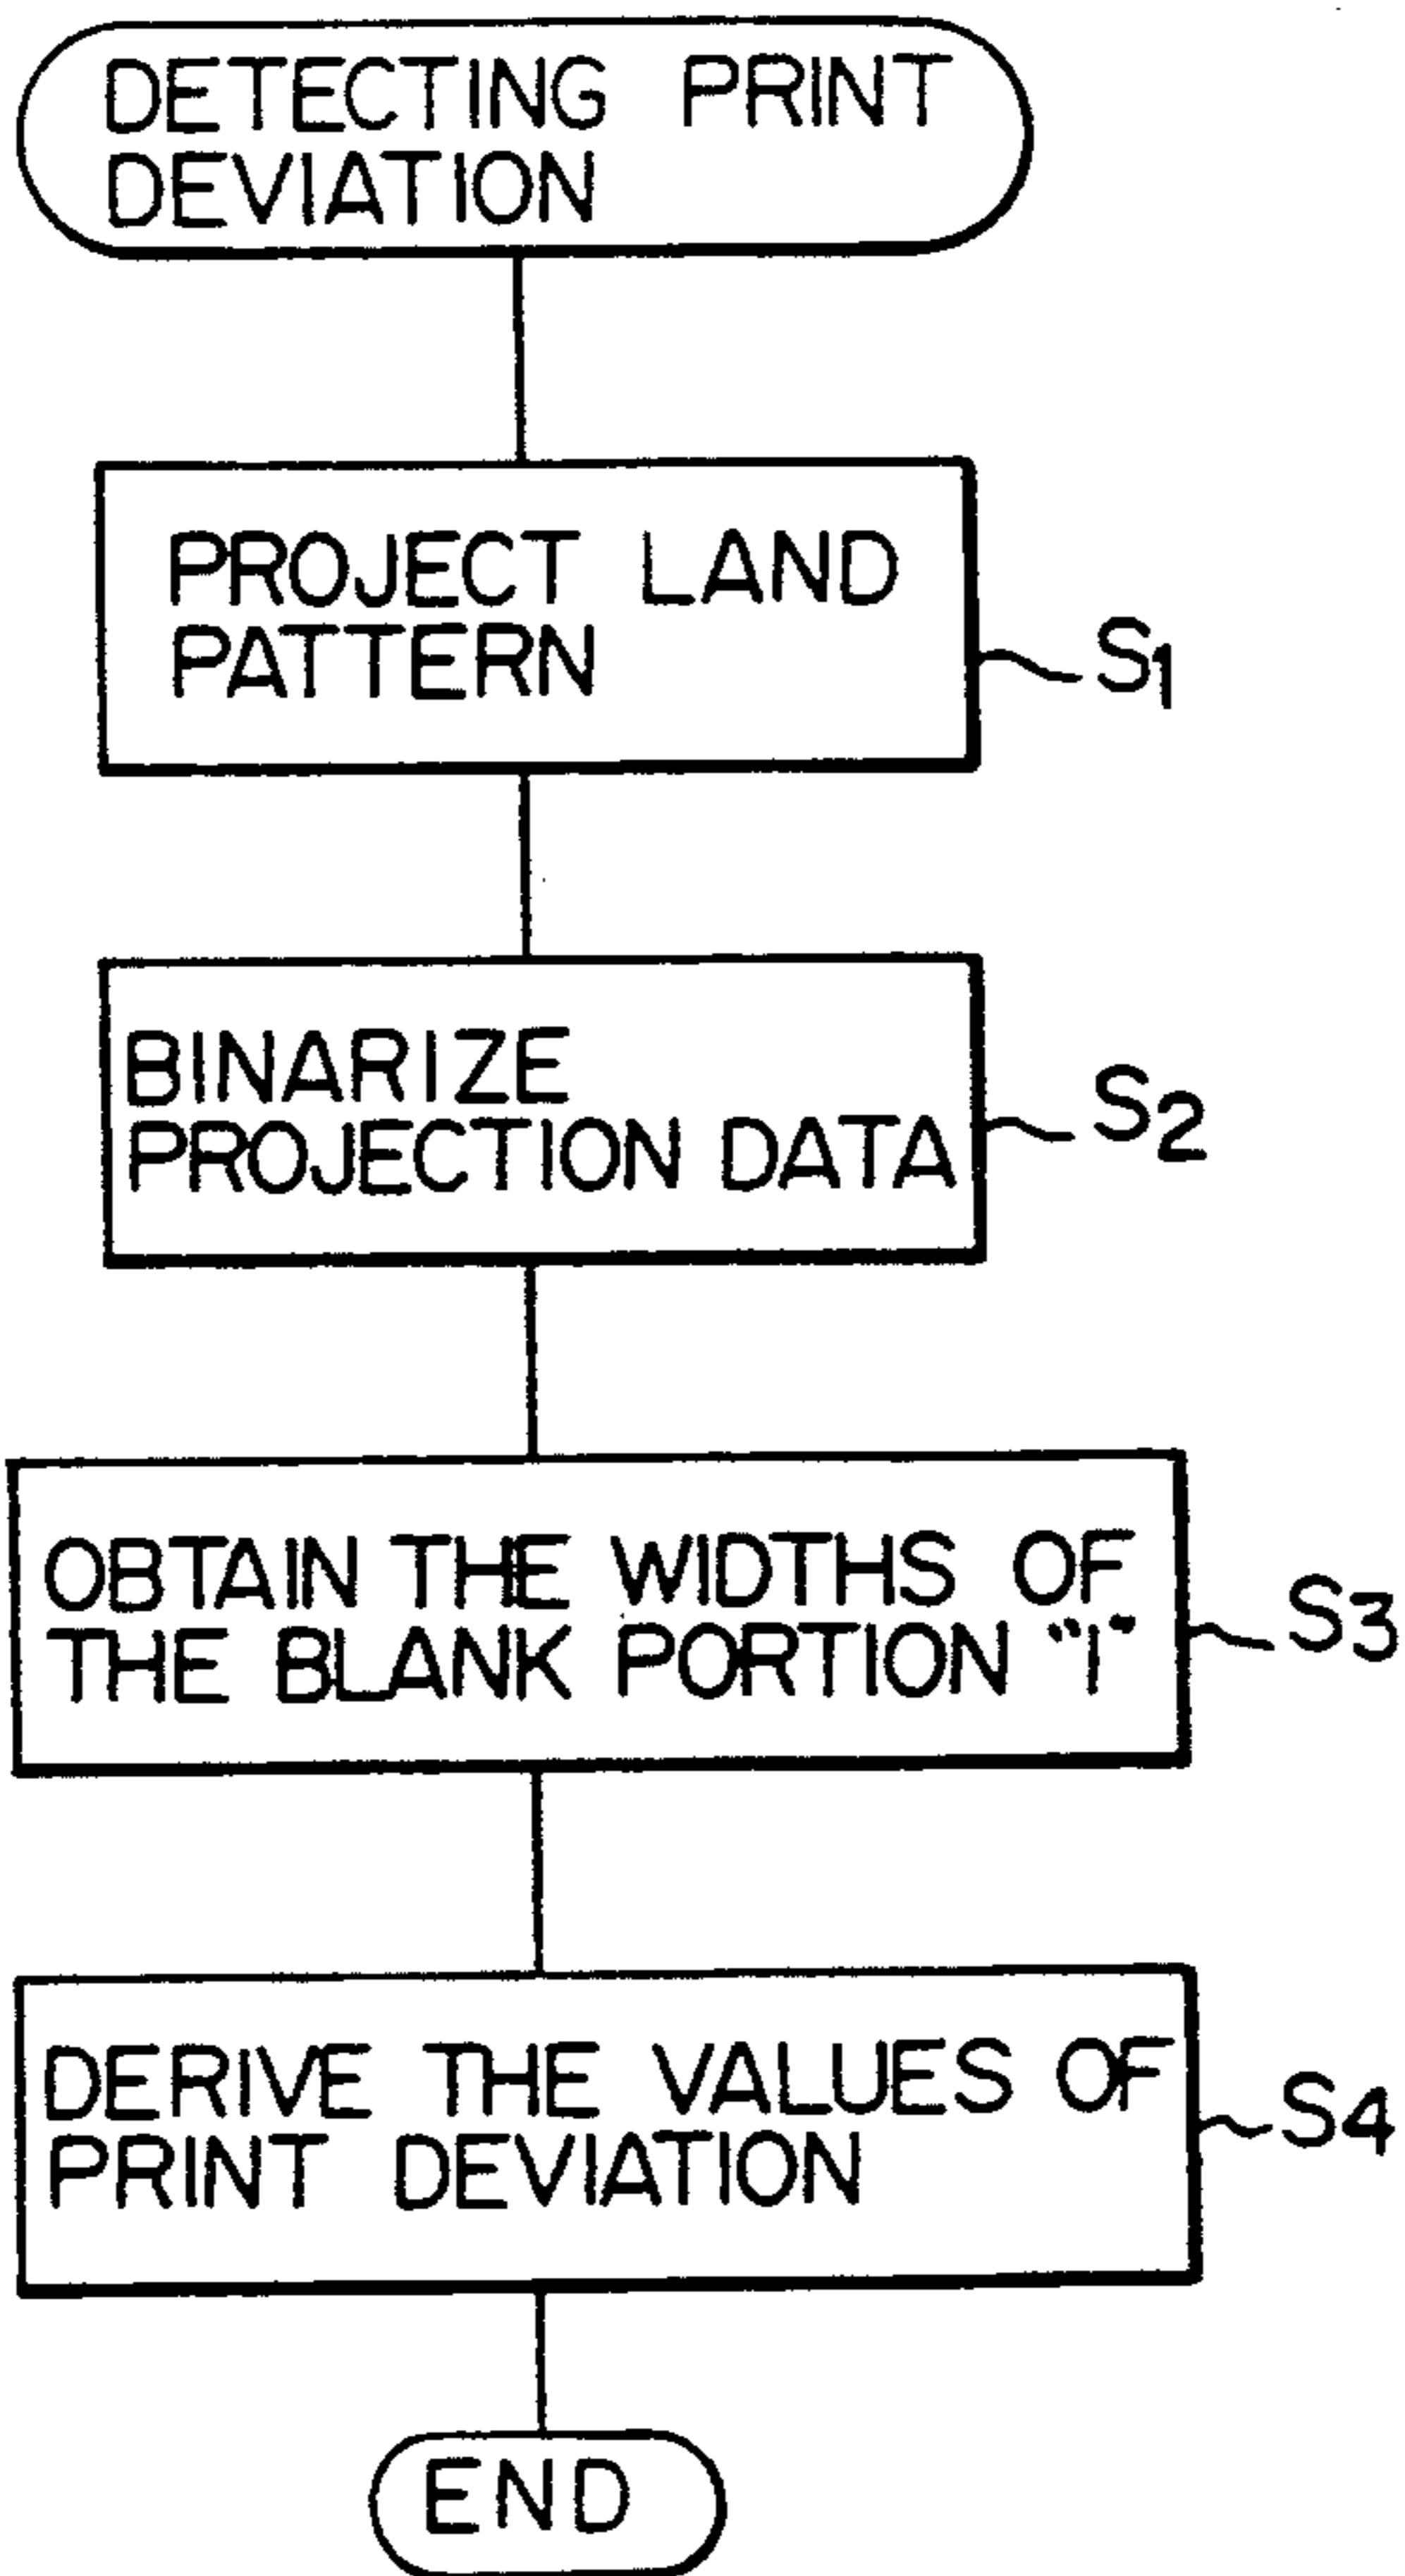 DETECTING PRINT
DEVIATION
PROJECT LAND
PATTERN
S1
BINARIZE
PROJECTION DATA
S2
OBTAIN THE WIDTHS OF
THE BLANK PORTION "1"
S3
DERIVE THE VALUES OF
PRINT DEVIATION
S4
END